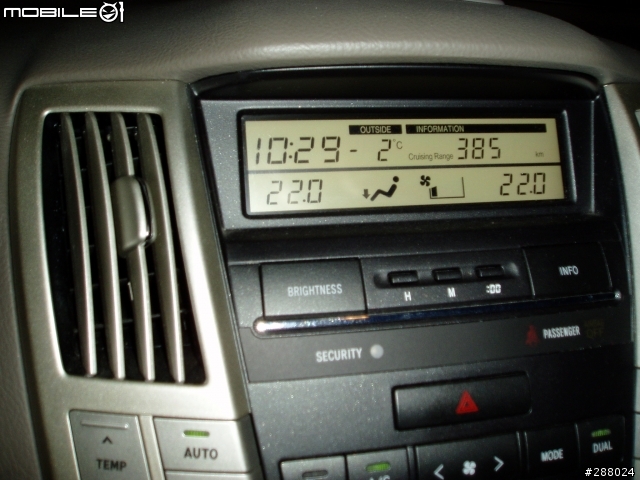 MOBILE01
OUTSIDE INFORMATION
10:29 -2°C Cruising Range 385 km
22.0 22.0
BRIGHTNESS INFO
H M :00
SECURITY PASSENGER
TEMP AUTO MODE DUAL
#288024